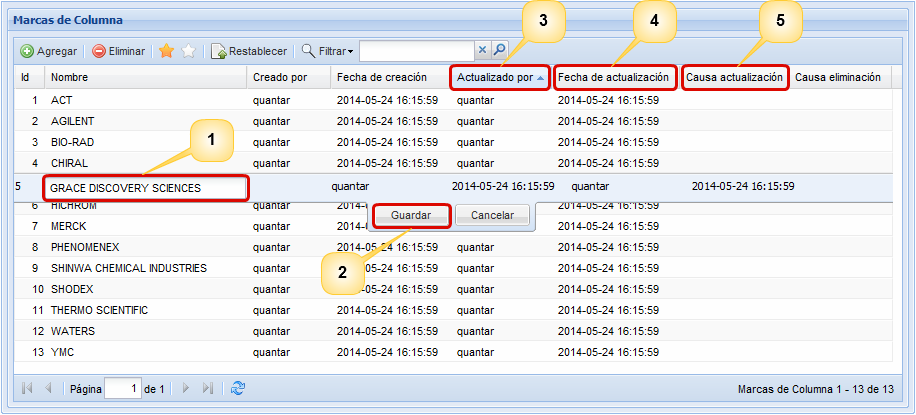 Marcas de Columna
3
4
5
Agregar Eliminar Restablecer Filtrar
Id Nombre Creado por Fecha de creación Actualizado por Fecha de actualización Causa actualización Causa eliminación
1 ACT quantar 2014-05-24 16:15:59 quantar 2014-05-24 16:15:59
2 AGILENT quantar 2014-05-24 16:15:59 quantar 2014-05-24 16:15:59
1
3 BIO-RAD quantar 2014-05-24 16:15:59 quantar 2014-05-24 16:15:59
4 CHIRAL quantar 2014-05-24 16:15:59 quantar 2014-05-24 16:15:59
5 GRACE DISCOVERY SCIENCES quantar 2014-05-24 16:15:59 quantar 2014-05-24 16:15:59
6 HICHROM quantar 2014-05-24 16:15:59
Guardar Cancelar
7 MERCK quantar 2014-05-24 16:15:59 quantar 2014-05-24 16:15:59
8 PHENOMENEX quantar 2014-05-24 16:15:59 quantar 2014-05-24 16:15:59
2
9 SHINWA CHEMICAL INDUSTRIES quantar 2014-05-24 16:15:59 quantar 2014-05-24 16:15:59
10 SHODEX quantar 2014-05-24 16:15:59 quantar 2014-05-24 16:15:59
11 THERMO SCIENTIFIC quantar 2014-05-24 16:15:59 quantar 2014-05-24 16:15:59
12 WATERS quantar 2014-05-24 16:15:59 quantar 2014-05-24 16:15:59
13 YMC quantar 2014-05-24 16:15:59 quantar 2014-05-24 16:15:59
Página 1 de 1 Marcas de Columna 1 - 13 de 13